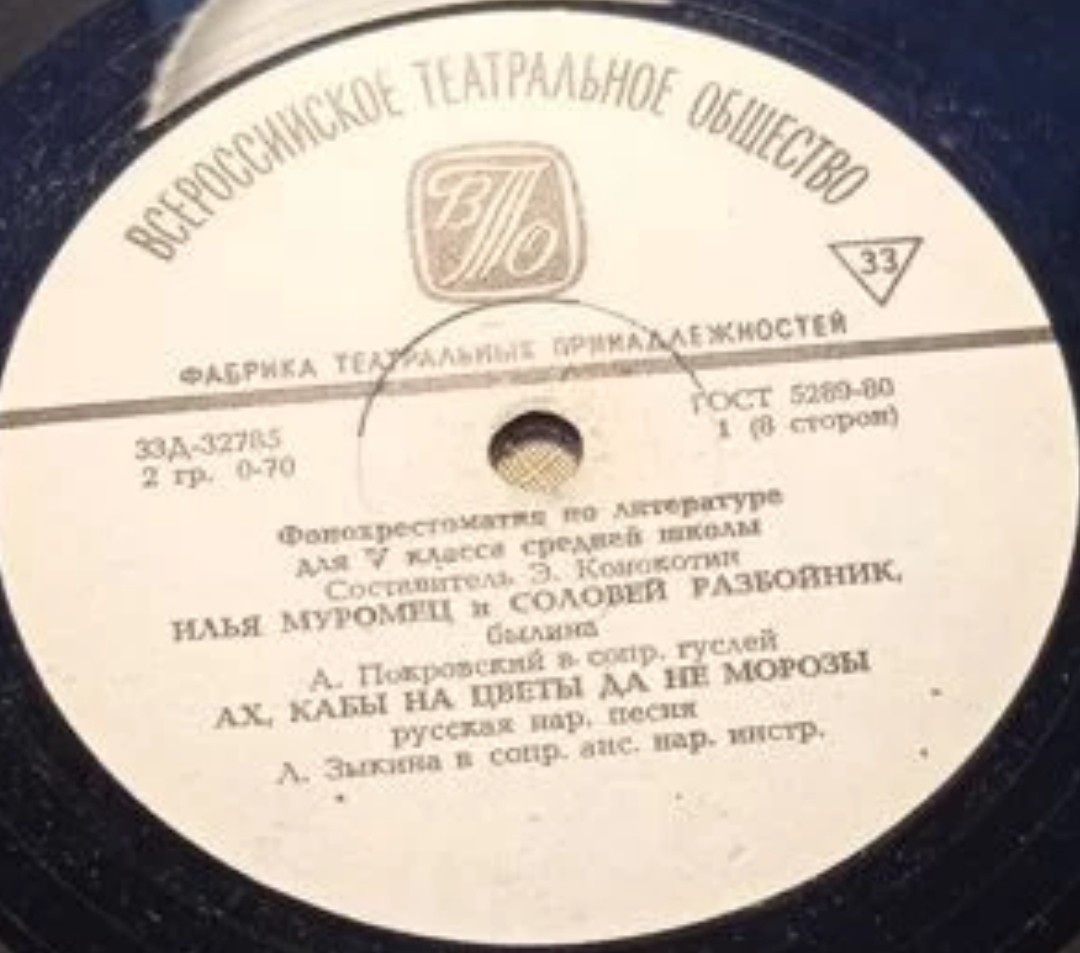 ВСЕРОССИЙСКОЕ ТЕАТРАЛЬНОЕ ОБЩЕСТВО
ВТО
33
ФАБРИКА ТЕАТРАЛЬНЫХ ПРИНАДЛЕЖНОСТЕЙ
33Д-32785
ГОСТ 5289-80
2 гр. 0-70
1 (8 сторон)
Фонохрестоматия по литературе
для V класса средней школы
Составитель Э. Конокотин
ИЛЬЯ МУРОМЕЦ и СОЛОВЕЙ РАЗБОЙНИК,
былина
А. Покровский в сопр. гуслей
АХ, КАБЫ НА ЦВЕТЫ ДА НЕ МОРОЗЫ
русская нар. песня
Л. Зыкина в сопр. анс. нар. инстр.